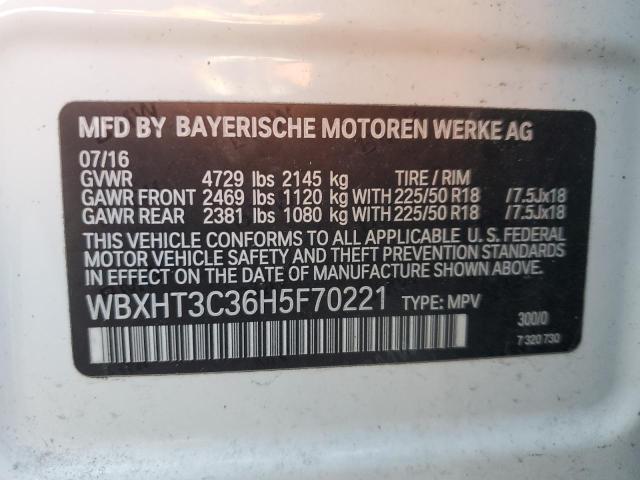 MFD BY BAYERISCHE MOTOREN WERKE AG
07/16
GVWR 4729 lbs 2145 kg TIRE / RIM
GAWR FRONT 2469 lbs 1120 kg WITH 225/50 R18 /7.5Jx18
GAWR REAR 2381 lbs 1080 kg WITH 225/50 R18 /7.5Jx18
THIS VEHICLE CONFORMS TO ALL APPLICABLE U. S. FEDERAL
MOTOR VEHICLE SAFETY AND THEFT PREVENTION STANDARDS
IN EFFECT ON THE DATE OF MANUFACTURE SHOWN ABOVE.
WBXHT3C36H5F70221 TYPE: MPV
300/0
7 320 730